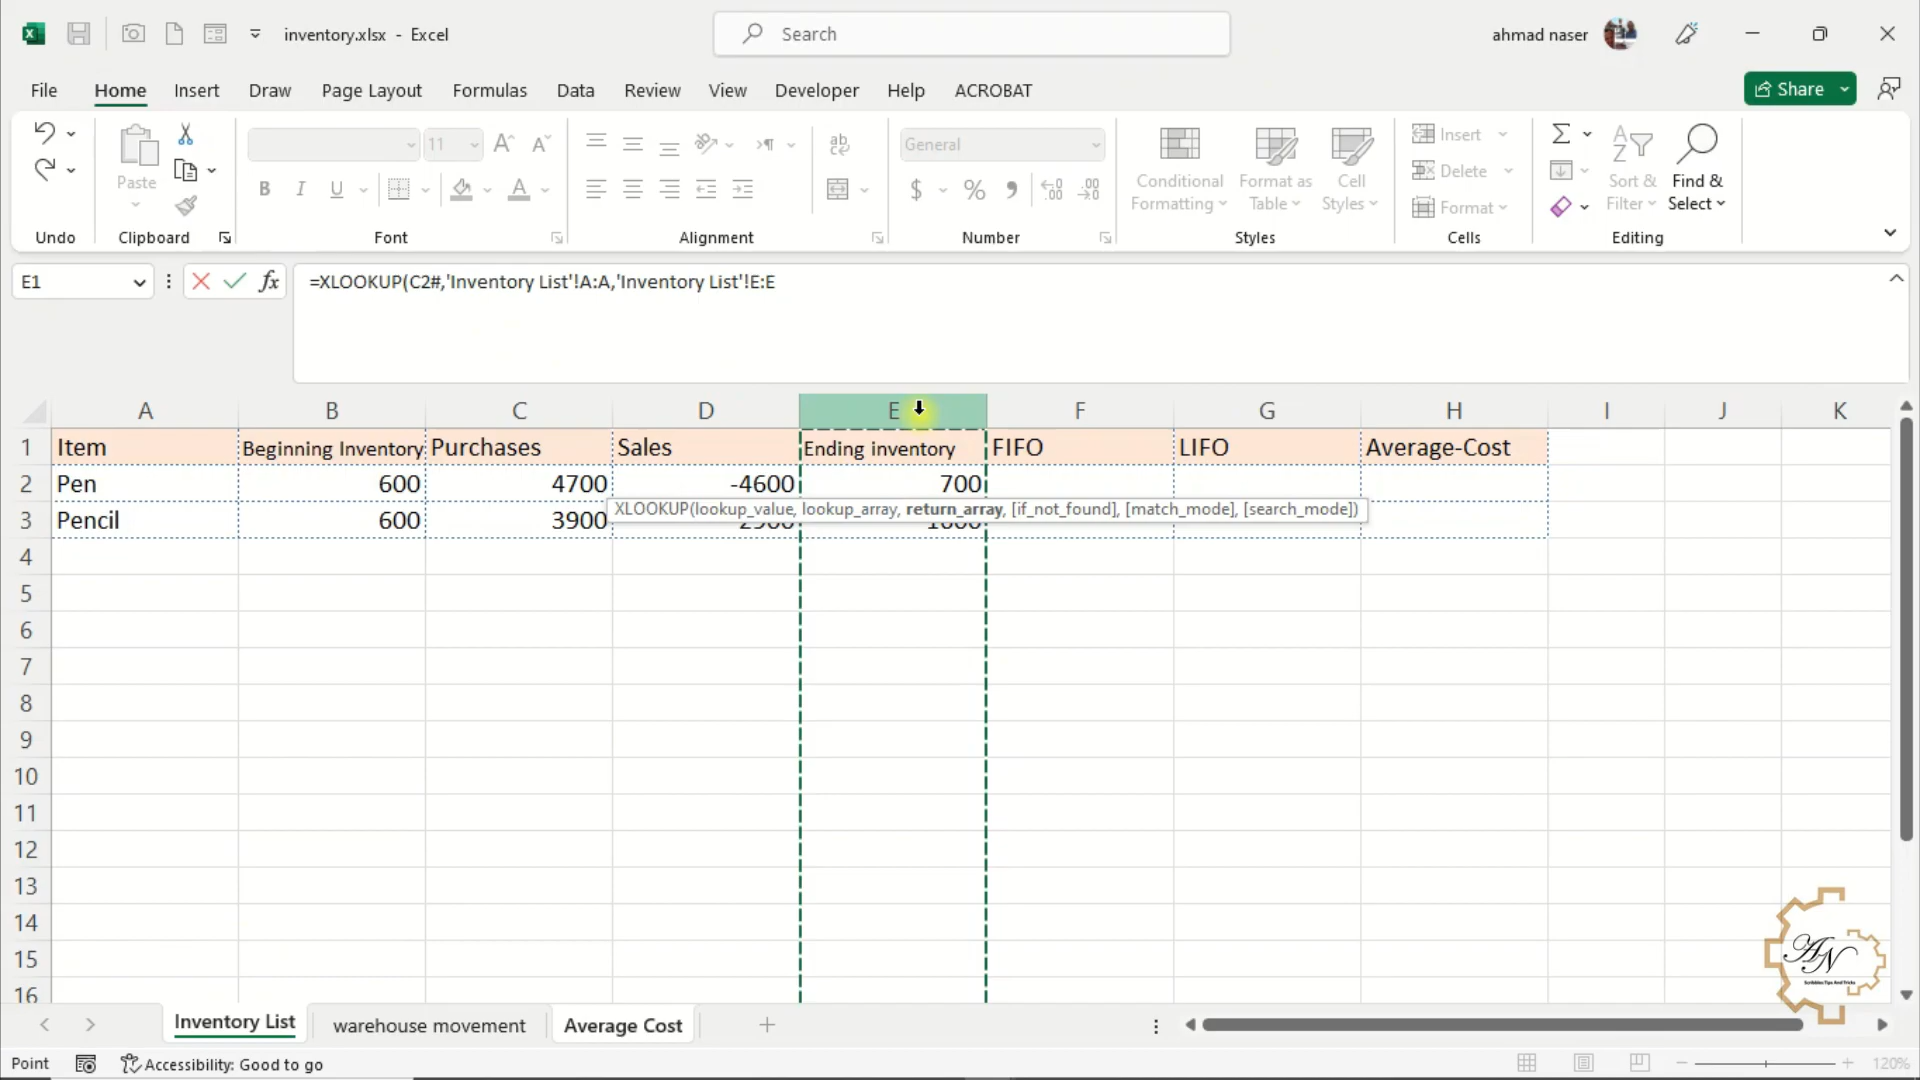 inventory.xlsx - Excel
Search
ahmad naser
File Home Insert Draw Page Layout Formulas Data Review View Developer Help ACROBAT
Share
Paste
11
General
Conditional Formatting
Format as Table
Cell Styles
Insert
Delete
Format
Sort & Filter
Find & Select
Undo Clipboard Font Alignment Number Styles Cells Editing
E1
=XLOOKUP(C2#,'Inventory List'!A:A,'Inventory List'!E:E
A B C D E F G H I J K
1 Item Beginning Inventory Purchases Sales Ending inventory FIFO LIFO Average-Cost
2 Pen 600 4700 -4600 700
XLOOKUP(lookup_value, lookup_array, return_array, [if_not_found], [match_mode], [search_mode])
3 Pencil 600 3900
4
5
6
7
8
9
10
11
12
13
14
15
16
AN
Scribbles Tips And Tricks
Inventory List warehouse movement Average Cost
Point Accessibility: Good to go 120%